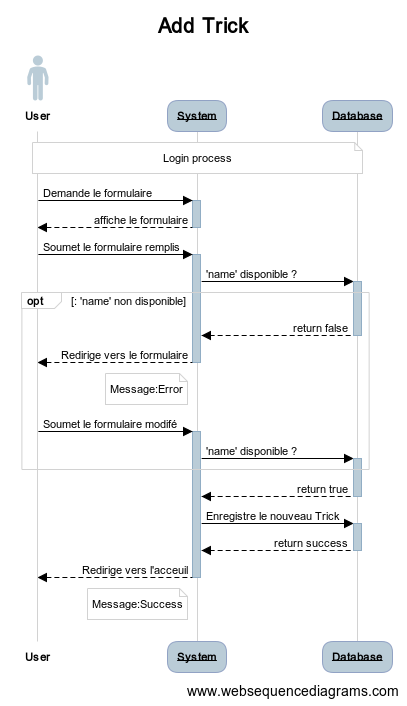 Add Trick
User
System
Database
Login process
Demande le formulaire
affiche le formulaire
Soumet le formulaire remplis
'name' disponible ?
opt
[: 'name' non disponible]
return false
Redirige vers le formulaire
Message:Error
Soumet le formulaire modifé
'name' disponible ?
return true
Enregistre le nouveau Trick
return success
Redirige vers l'acceuil
Message:Success
User
System
Database
www.websequencediagrams.com